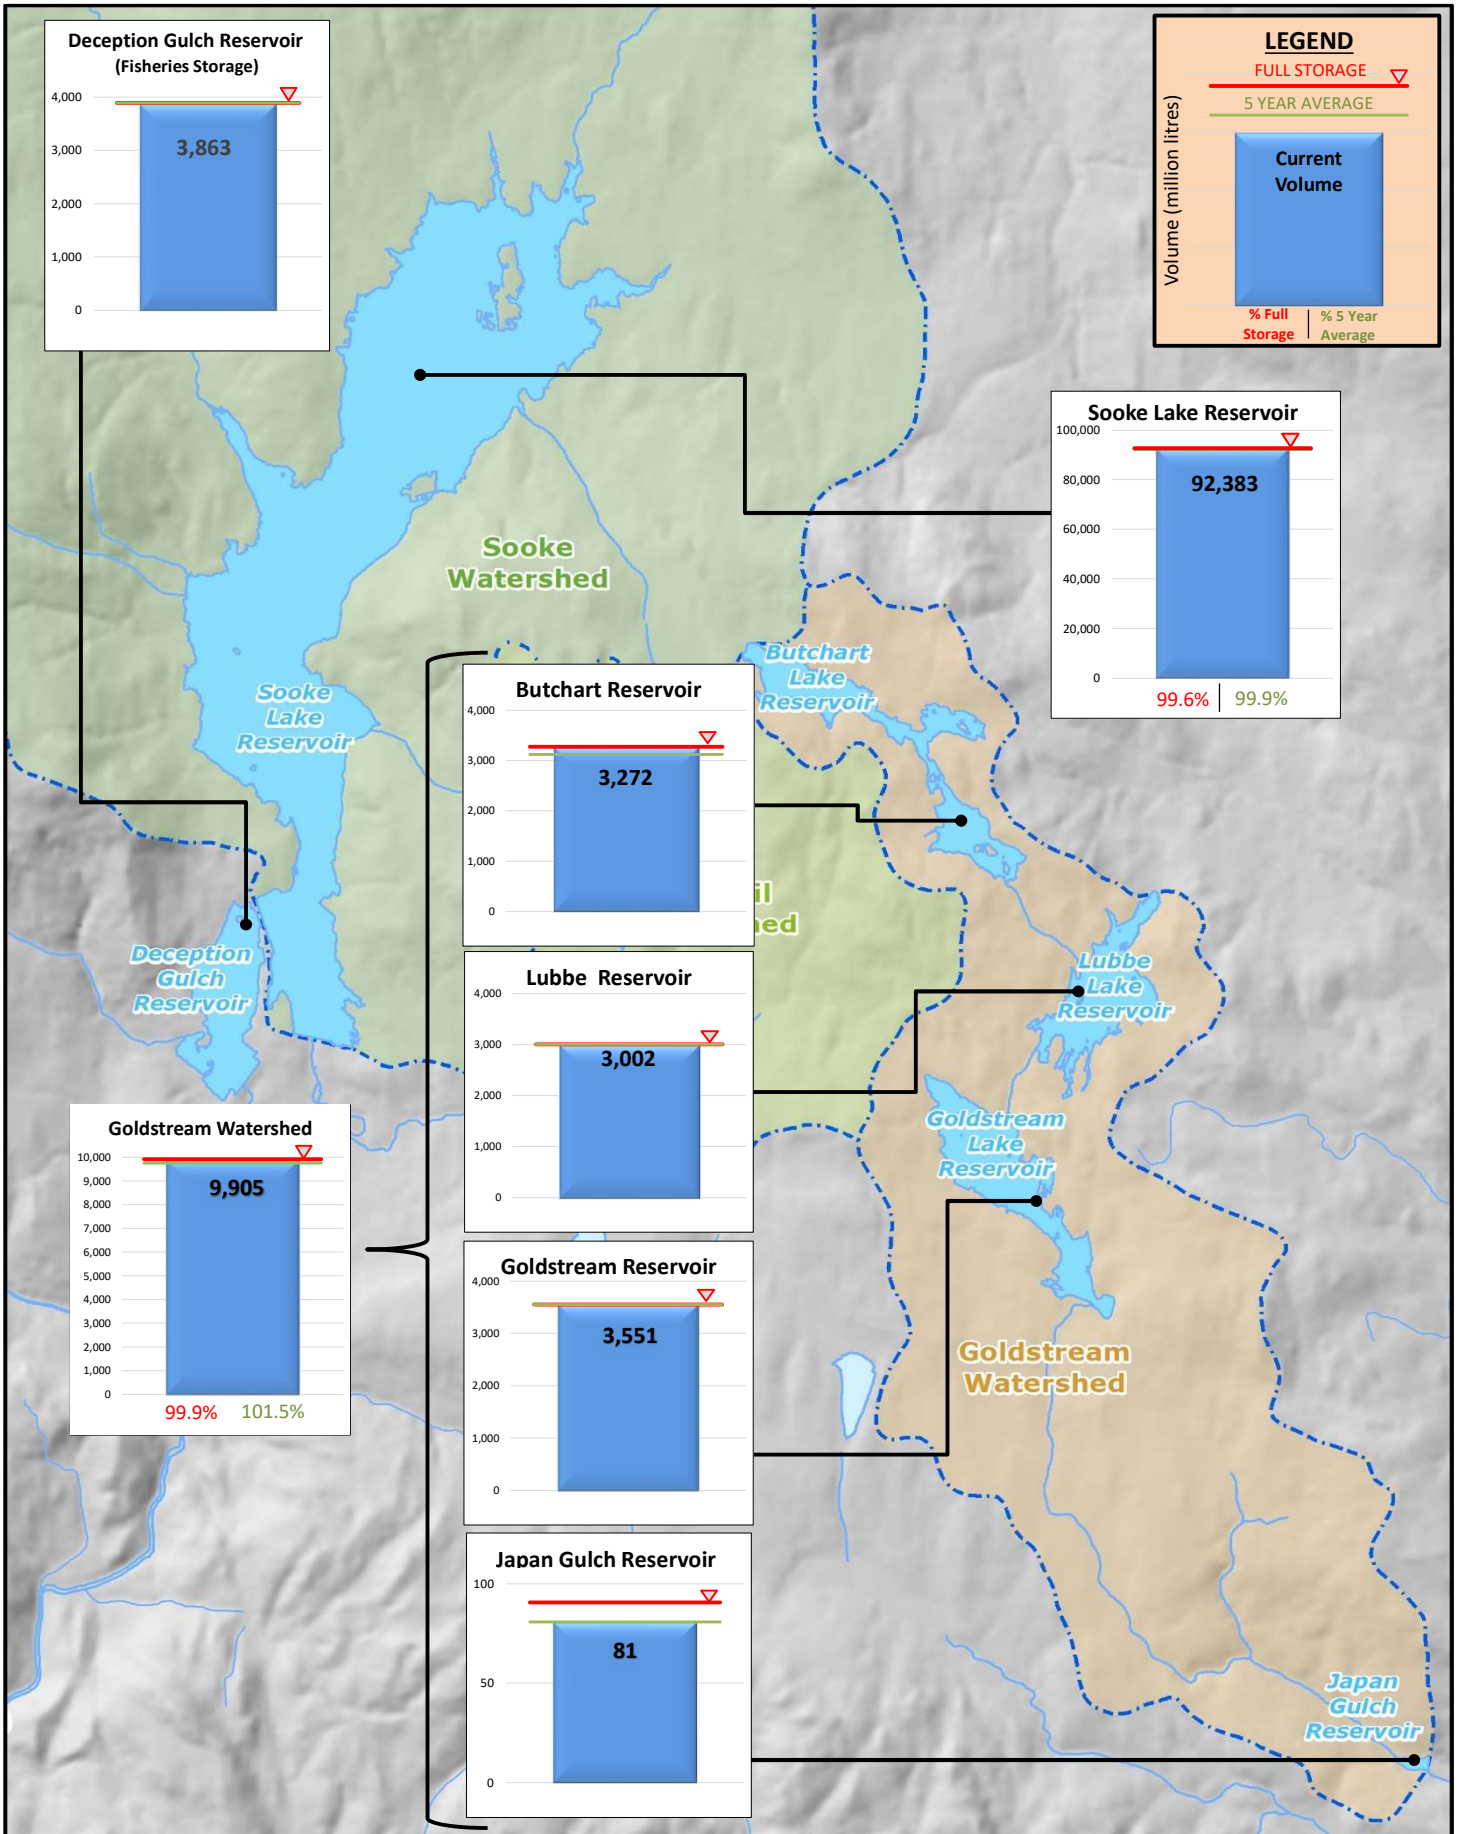 Deception Gulch Reservoir
(Fisheries Storage)
4,000
3,000
2,000
1,000
0
3,863
LEGEND
FULL STORAGE
5 YEAR AVERAGE
Volume (million litres)
Current
Volume
% Full
Storage
% 5 Year
Average
Sooke Lake Reservoir
100,000
80,000
60,000
40,000
20,000
0
92,383
99.6%
99.9%
Sooke
Watershed
Sooke
Lake
Reservoir
Butchart
Lake
Reservoir
Butchart Reservoir
4,000
3,000
2,000
1,000
0
3,272
il
hed
Deception
Gulch
Reservoir
Lubbe Reservoir
4,000
3,000
2,000
1,000
0
3,002
Lubbe
Lake
Reservoir
Goldstream Watershed
10,000
9,000
8,000
7,000
6,000
5,000
4,000
3,000
2,000
1,000
0
9,905
99.9%
101.5%
Goldstream
Lake
Reservoir
Goldstream Reservoir
4,000
3,000
2,000
1,000
0
3,551
Goldstream
Watershed
Japan Gulch Reservoir
100
50
0
81
Japan
Gulch
Reservoir